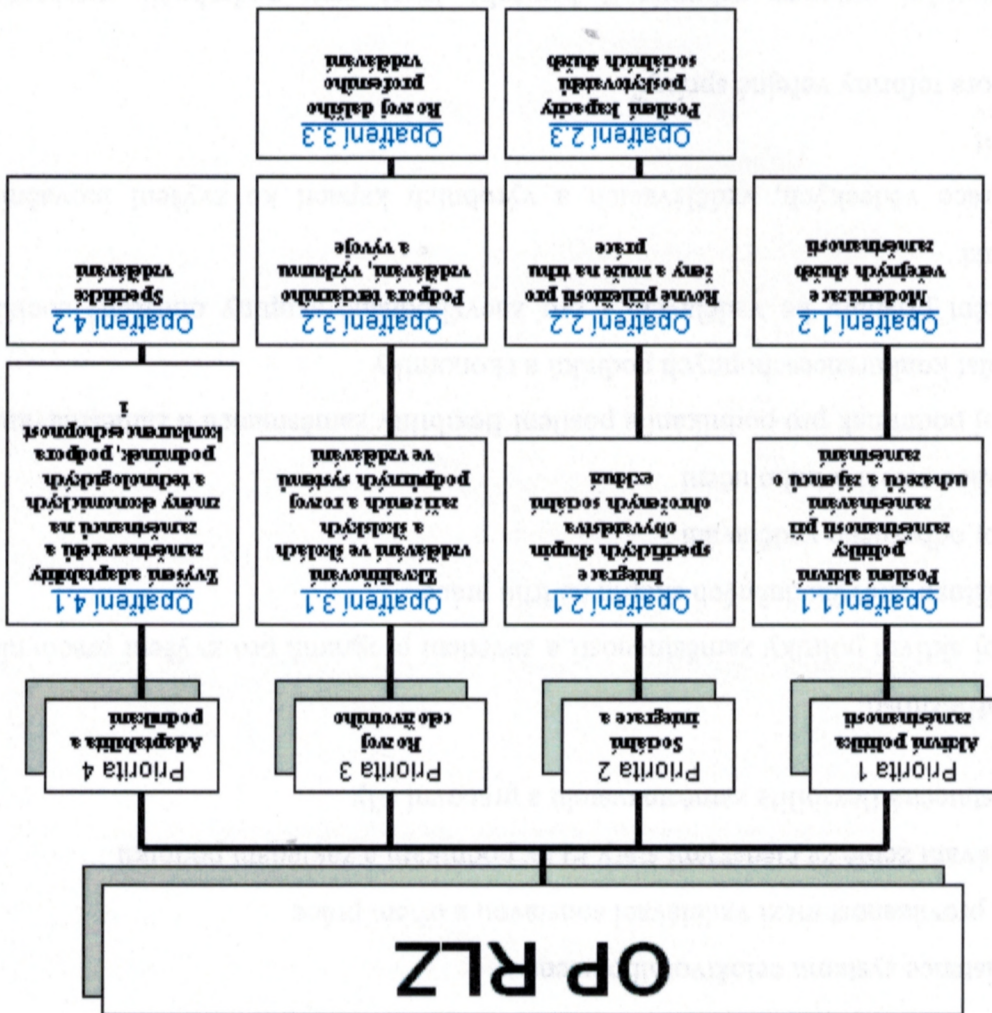 OP RLZ
Priorita 1
Aktivní politika
zaměstnanosti
Priorita 2
Sociální
integrace a
Priorita 3
Rozvoj
celoživotního
Priorita 4
Adaptabilita a
podnikání
Opatření 1.1
Posílení aktivní
politiky
zaměstnanosti při
zaměstnávání
uchazečů a zájemců o
zaměstnání
Opatření 2.1
Integrace
specifických skupin
obyvatelstva
ohrožených sociální
exkluzí
Opatření 3.1
Zkvalitňování
vzdělávání ve školách
a školských
zařízeních a rozvoj
podpůrných systémů
ve vzdělávání
Opatření 4.1
Zvýšení adaptability
zaměstnavatelů a
zaměstnanců na
změny ekonomických
a technologických
podmínek, podpora
konkurenceschopnost
i
Opatření 1.2
Modernizace
veřejných služeb
zaměstnanosti
Opatření 2.2
Rovné příležitosti pro
ženy a muže na trhu
práce
Opatření 3.2
Podpora terciárního
vzdělávání, výzkumu
a vývoje
Opatření 4.2
Specifické
vzdělávání
Opatření 2.3
Posílení kapacity
poskytovatelů
sociálních služeb
Opatření 3.3
Rozvoj dalšího
profesního
vzdělávání